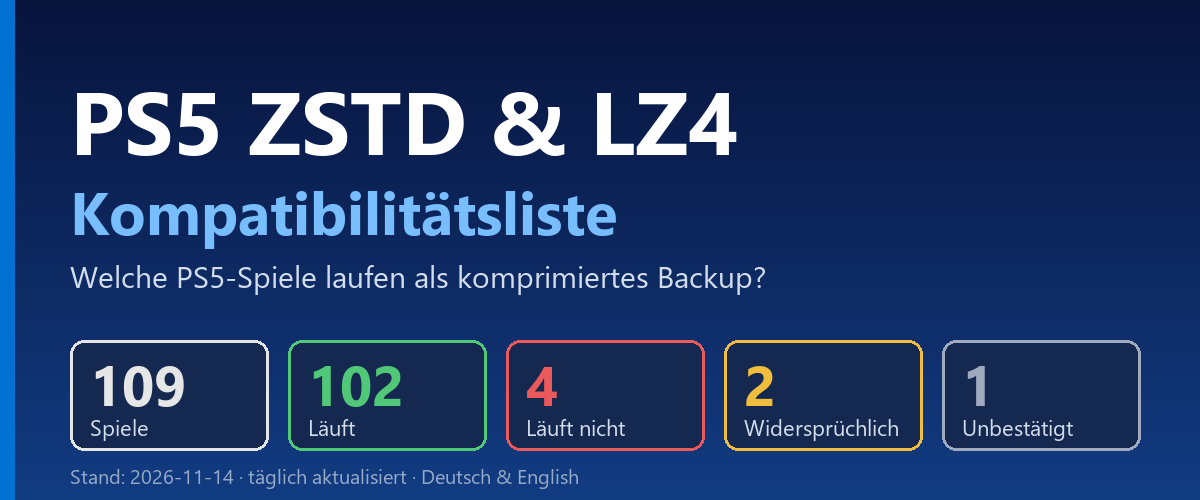 PS5 ZSTD & LZ4
Kompatibilitätsliste
Welche PS5-Spiele laufen als komprimiertes Backup?
109
Spiele
102
Läuft
4
Läuft nicht
2
Widersprüchlich
1
Unbestätigt
Stand: 2026-11-14 · täglich aktualisiert · Deutsch & English